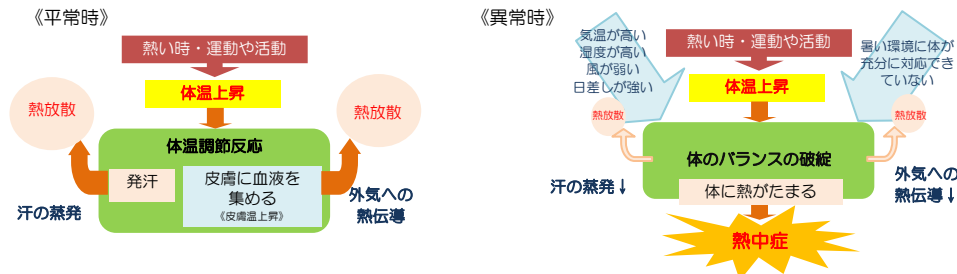 《平常時》
熱い時・運動や活動
体温上昇
熱放散
熱放散
体温調節反応
発汗
皮膚に血液を
集める
《皮膚温上昇》
汗の蒸発
外気への
熱伝導
《異常時》
気温が高い
湿度が高い
風が弱い
日差しが強い
熱い時・運動や活動
暑い環境に体が
充分に対応でき
ていない
体温上昇
熱放散
熱放散
体のバランスの破綻
体に熱がたまる
汗の蒸発↓
外気への
熱伝導↓
熱中症